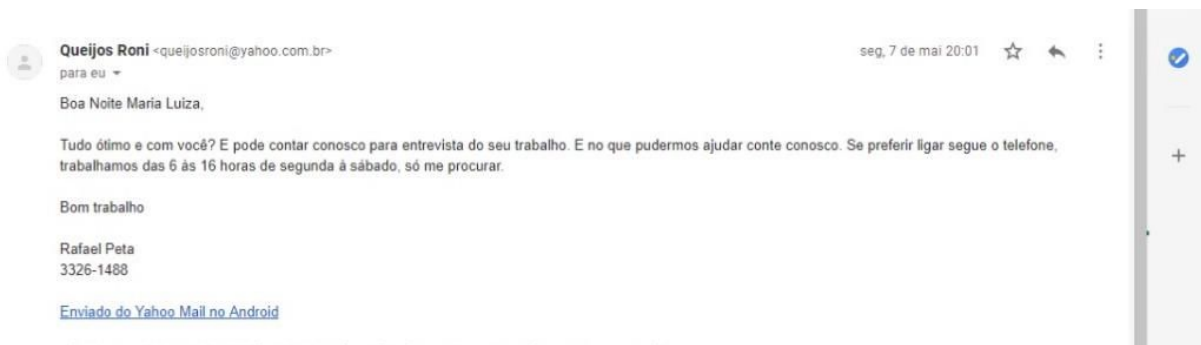 Queijos Roni <queijosroni@yahoo.com.br> seg, 7 de mai 20:01
para eu
Boa Noite Maria Luiza,
Tudo ótimo e com você? E pode contar conosco para entrevista do seu trabalho. E no que pudermos ajudar conte conosco. Se preferir ligar segue o telefone,
trabalhamos das 6 às 16 horas de segunda á sábado, só me procurar.
Bom trabalho
Rafael Peta
3326-1488
Enviado do Yahoo Mail no Android